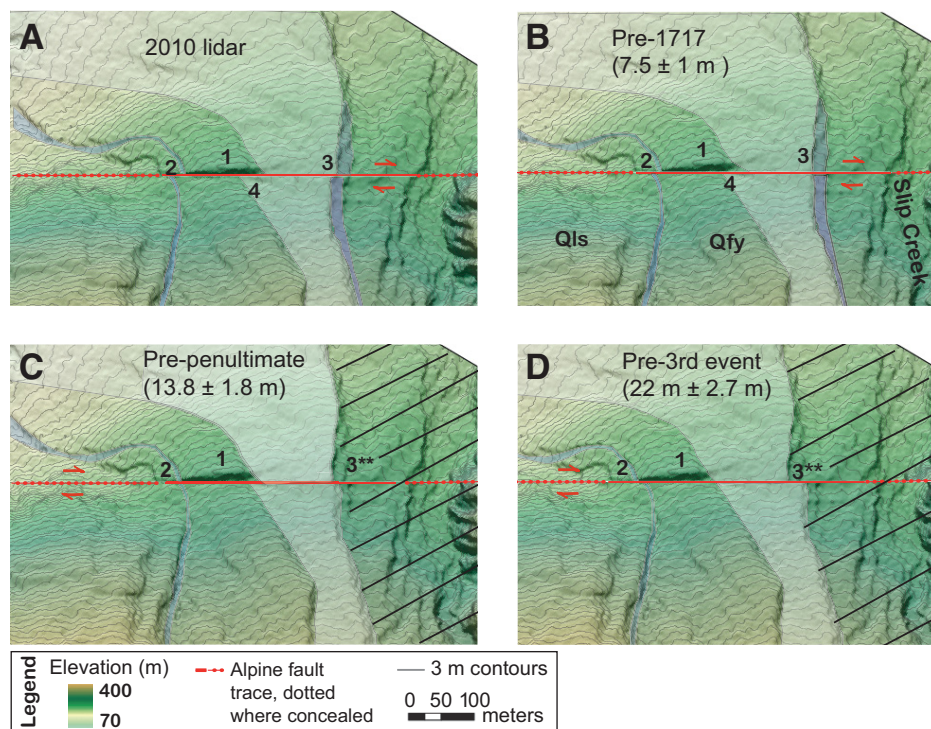 A
2010 lidar
1
2
3
4
B
Pre-1717
(7.5 ± 1 m )
1
2
3
4
Qls
Qfy
Slip Creek
C
Pre-penultimate
(13.8 ± 1.8 m)
1
2
3**
D
Pre-3rd event
(22 m ± 2.7 m)
1
2
3**
Legend
Elevation (m)
400
70
Alpine fault
trace, dotted
where concealed
3 m contours
0 50 100
meters